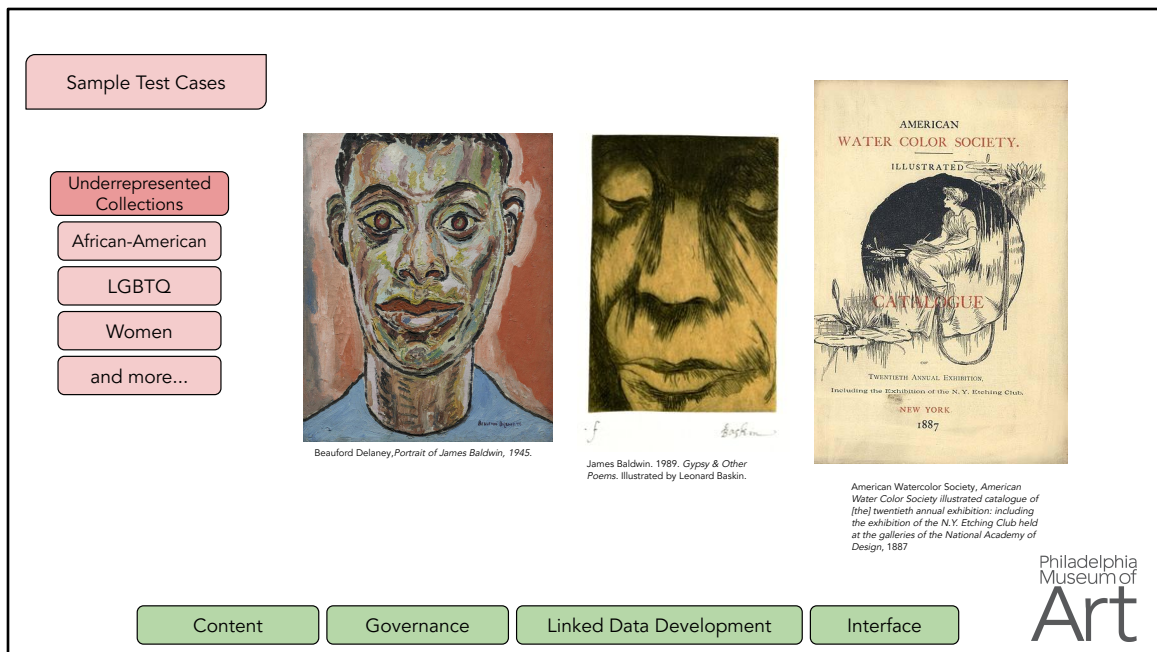 Sample Test Cases
Underrepresented
Collections
African-American
LGBTQ
Women
and more...
Beauford Delaney,Portrait of James Baldwin, 1945.
Baskin
James Baldwin. 1989. Gypsy & Other
Poems. Illustrated by Leonard Baskin.
AMERICAN
WATER COLOR SOCIETY.
ILLUSTRATED
CATALOGUE
OF
TWENTIETH ANNUAL EXHIBITION,
Including the Exhibition of the N. Y. Etching Club.
NEW YORK
1887
American Watercolor Society, American
Water Color Society illustrated catalogue of
[the] twentieth annual exhibition: including
the exhibition of the N.Y. Etching Club held
at the galleries of the National Academy of
Design, 1887
Content
Governance
Linked Data Development
Interface
Philadelphia
Museum of
Art